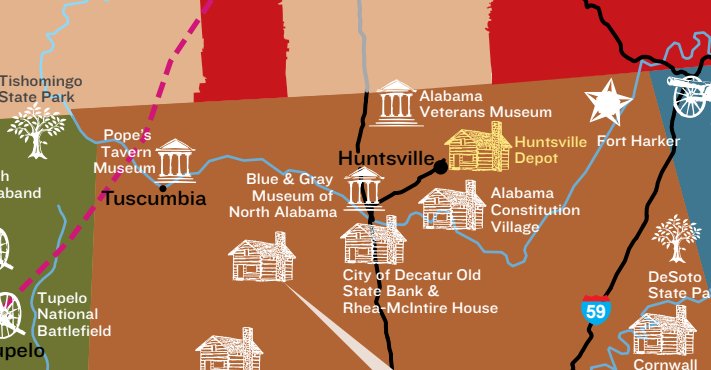 Tishomingo
State Park
Alabama
Veterans Museum
Pope's
Tavern
Museum
Huntsville
Depot
Fort Harker
Huntsville
Blue & Gray
Museum of
North Alabama
Alabama
Constitution
Village
Tuscumbia
City of Decatur Old
State Bank &
Rhea-McIntire House
DeSoto
State Pa
Tupelo
National
Battlefield
59
upelo
Cornwall
h
aband